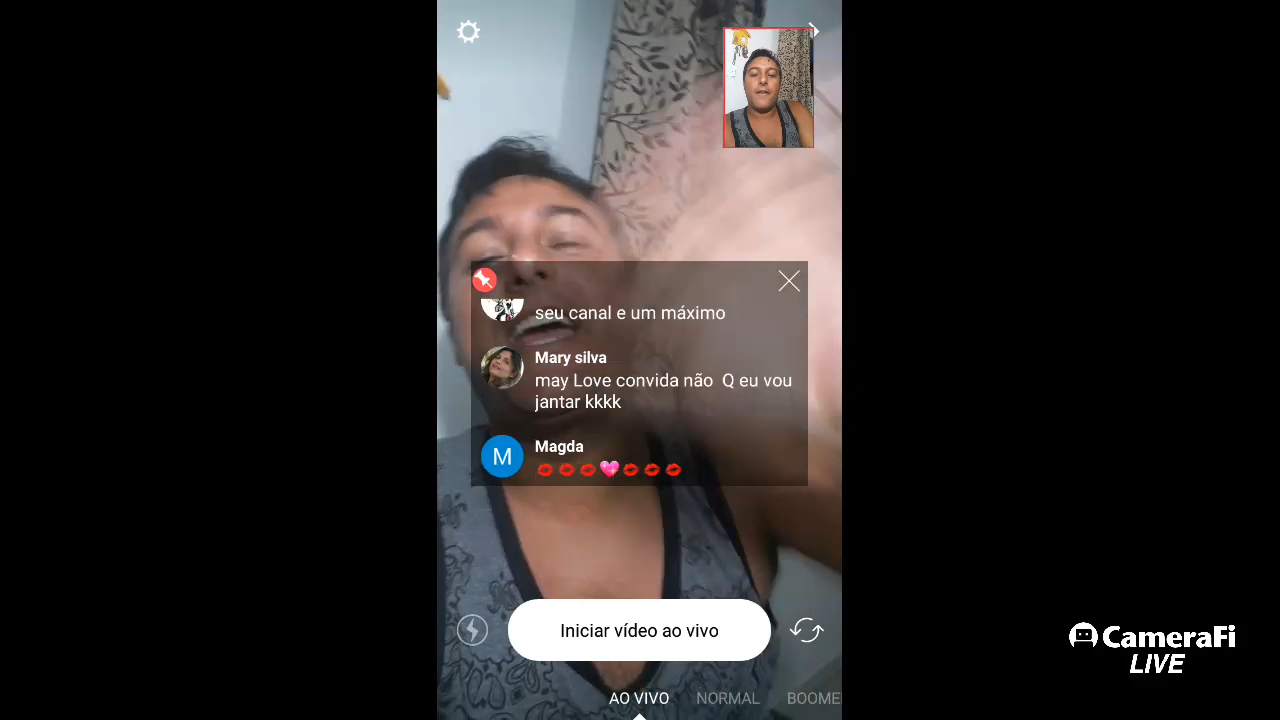 seu canal e um máximo
Mary silva
may Love convida não  Q eu vou
jantar kkkk
M
Magda
Iniciar vídeo ao vivo
CameraFi
LIVE
AO VIVO
NORMAL
BOOME